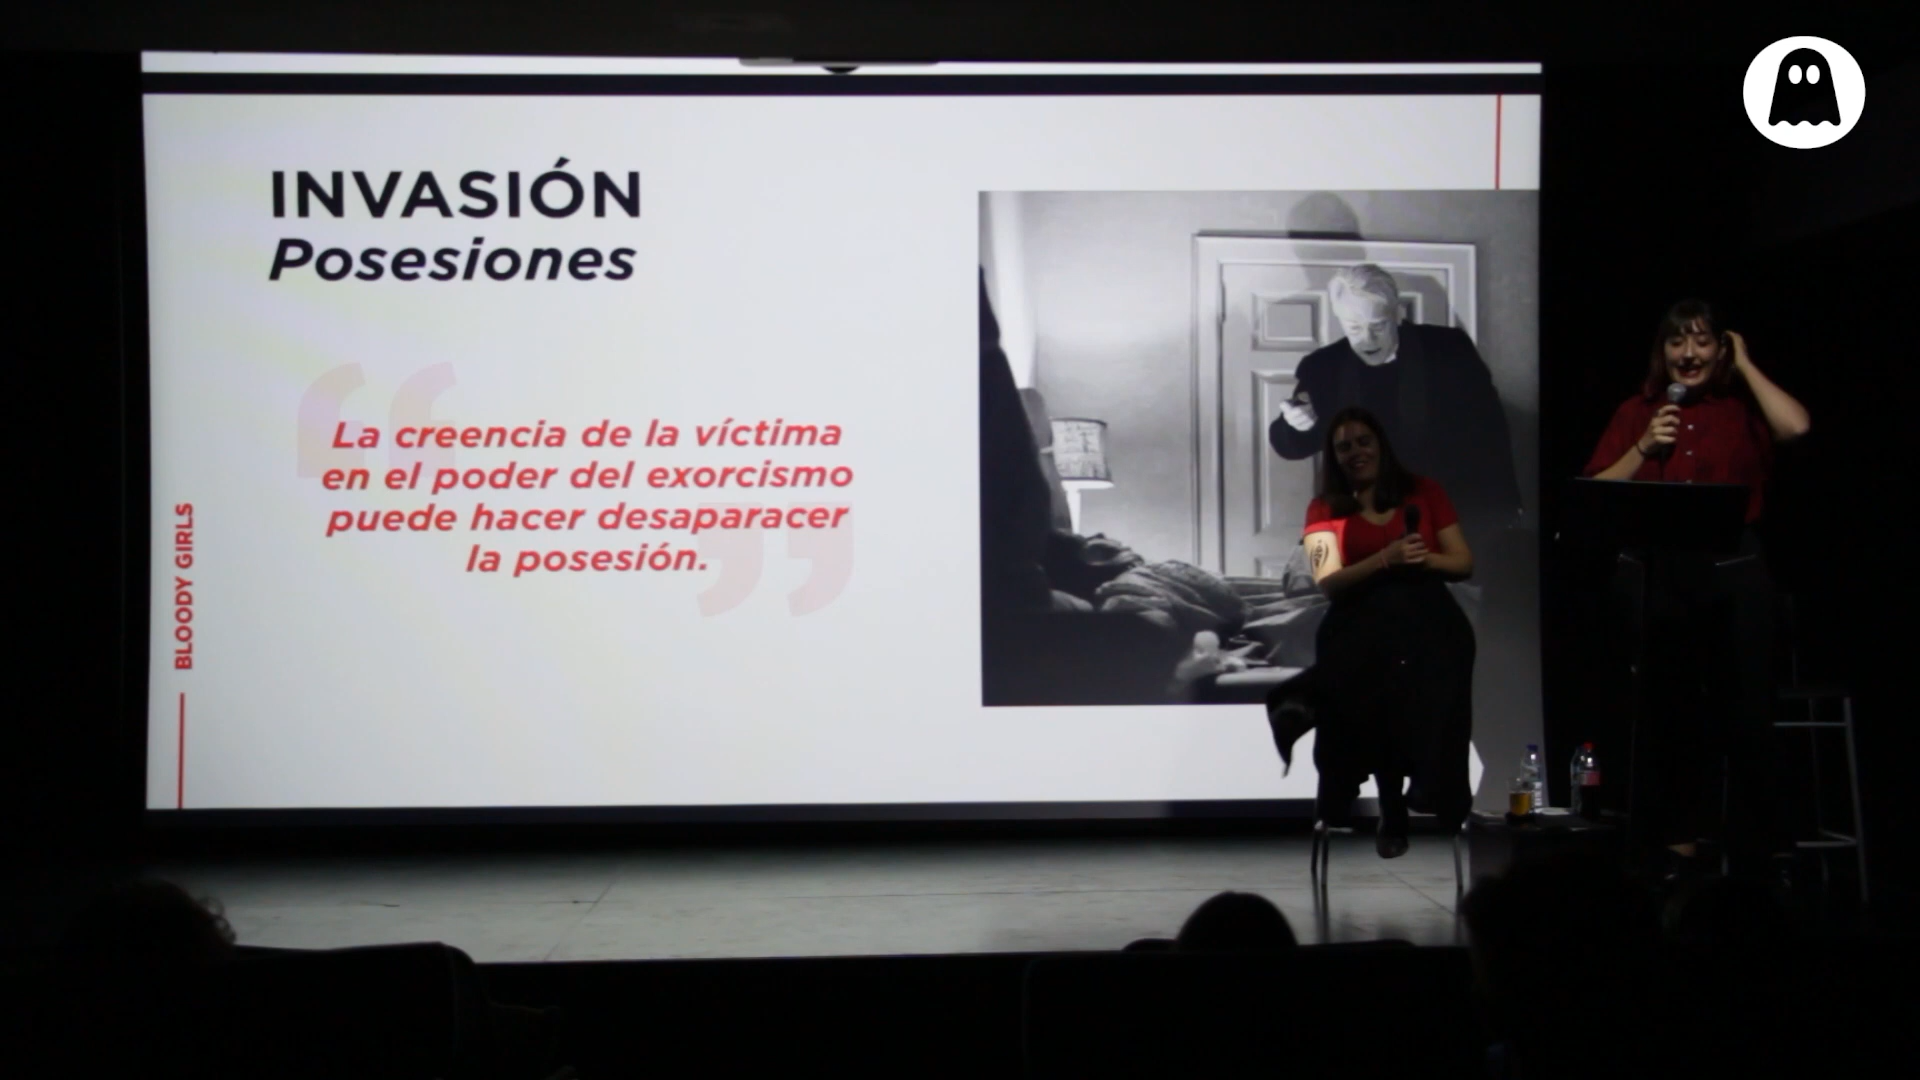 INVASIÓN
Posesiones
La creencia de la víctima
en el poder del exorcismo
puede hacer desaparacer
la posesión.
BLOODY GIRLS